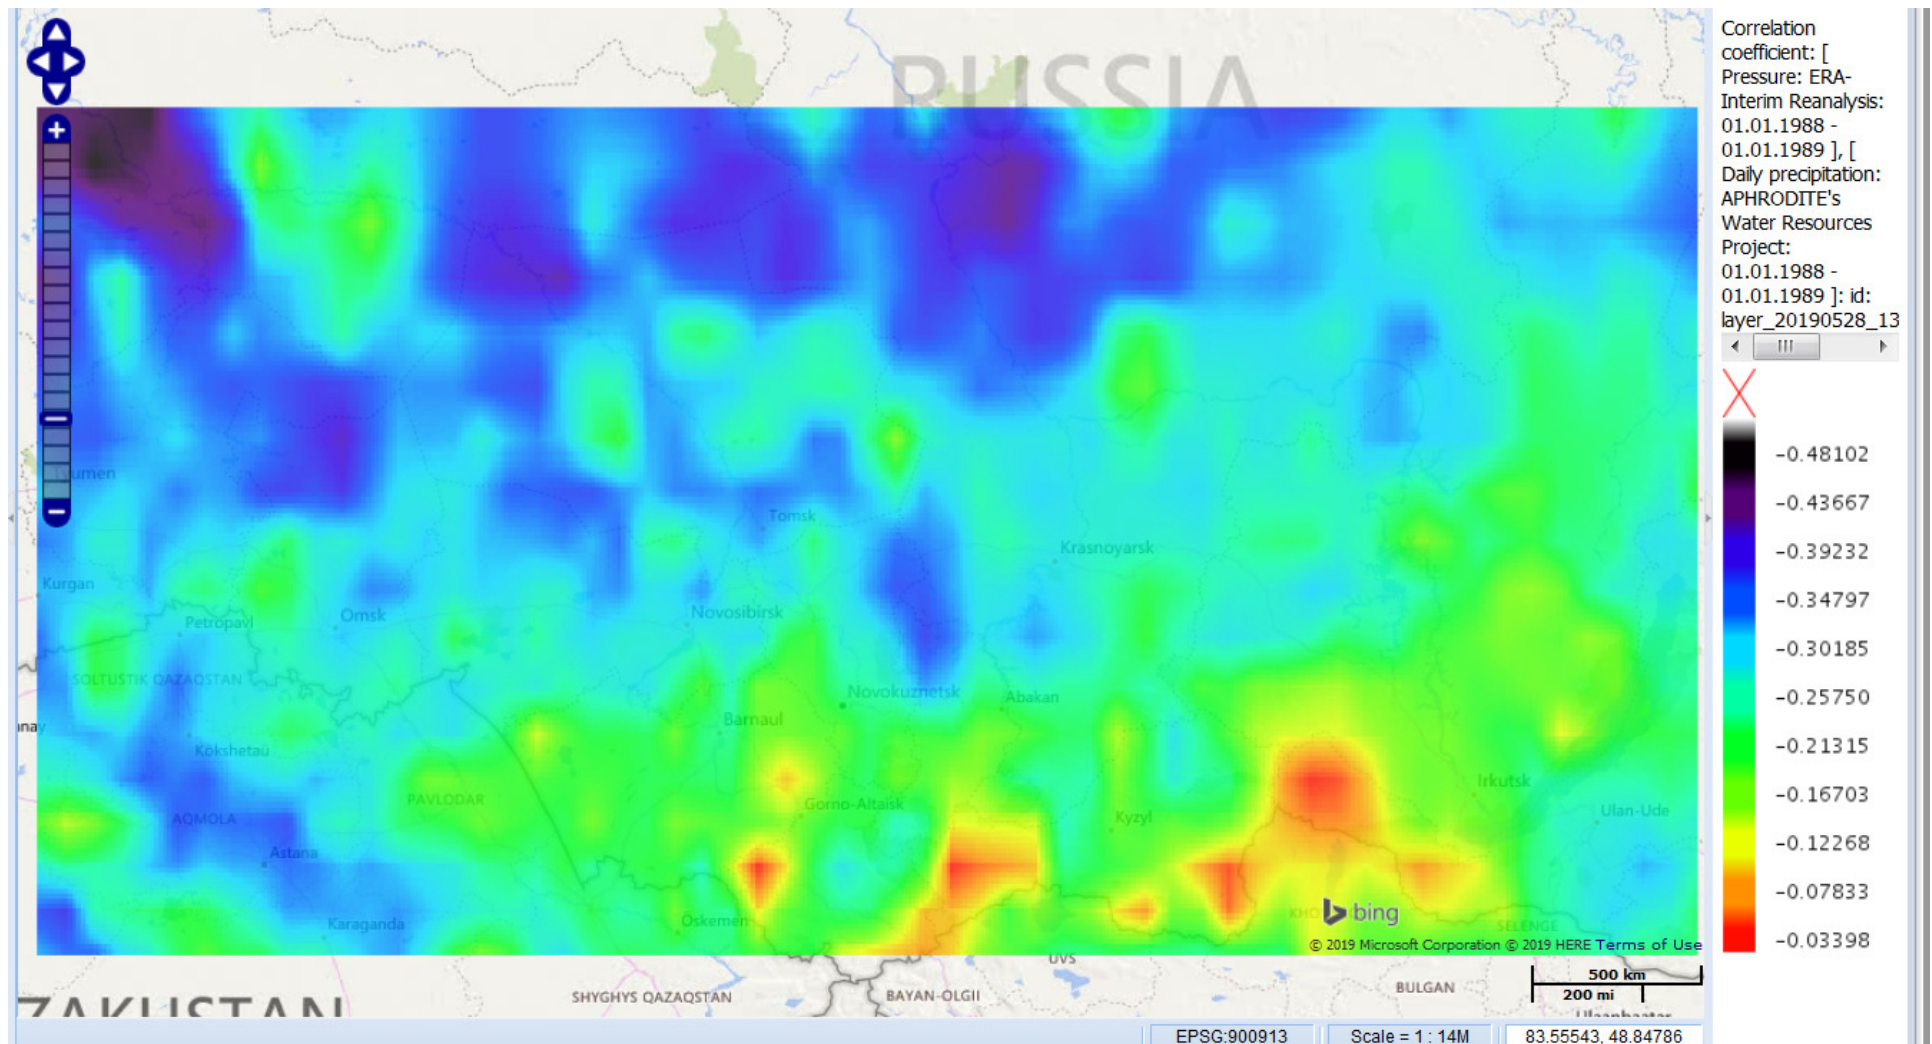 RUSSIA
Tyumen
Tomsk
Krasnoyarsk
Kurgan
Petropavl
Omsk
Novosibirsk
SOLTUSTIK QAZAQSTAN
Novokuznetsk
Abakan
Barnaul
nay
Kokshetau
Irkutsk
PAVLODAR
Gorno-Altaisk
Kyzyl
Ulan-Ude
AQMOLA
Astana
Karaganda
Oskemen
KHO
bing
SELENGE
© 2019 Microsoft Corporation © 2019 HERE Terms of Use
UVS
500 km
200 mi
ZAKHSTAN
SHYGHYS QAZAQSTAN
BAYAN-OLGII
BULGAN
Ulaanbaatar
EPSG:900913
Scale = 1 : 14M
83.55543, 48.84786
Correlation
coefficient: [
Pressure: ERA-
Interim Reanalysis:
01.01.1988 -
01.01.1989 ], [
Daily precipitation:
APHRODITE's
Water Resources
Project:
01.01.1988 -
01.01.1989 ]: id:
layer_20190528_13
-0.48102
-0.43667
-0.39232
-0.34797
-0.30185
-0.25750
-0.21315
-0.16703
-0.12268
-0.07833
-0.03398